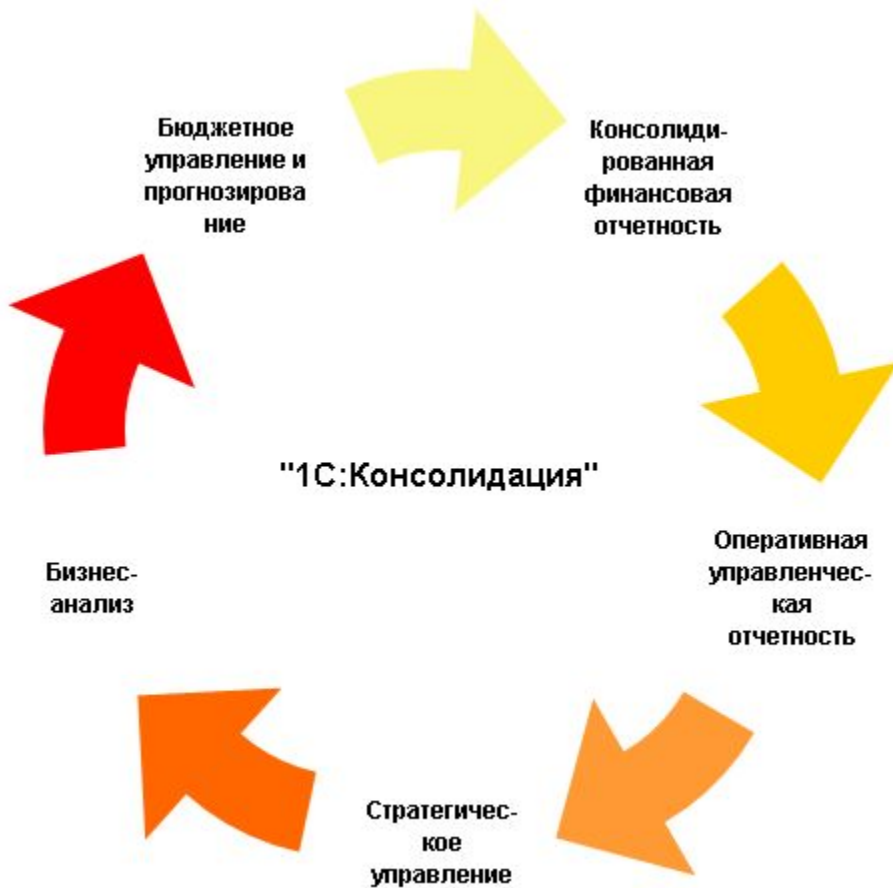 Бюджетное
управление и
прогнозирова
ние
Консолиди-
рованная
финансовая
отчетность
"1С:Консолидация"
Оперативная
управленчес-
кая
отчетность
Бизнес-
анализ
Стратегичес-
кое
управление